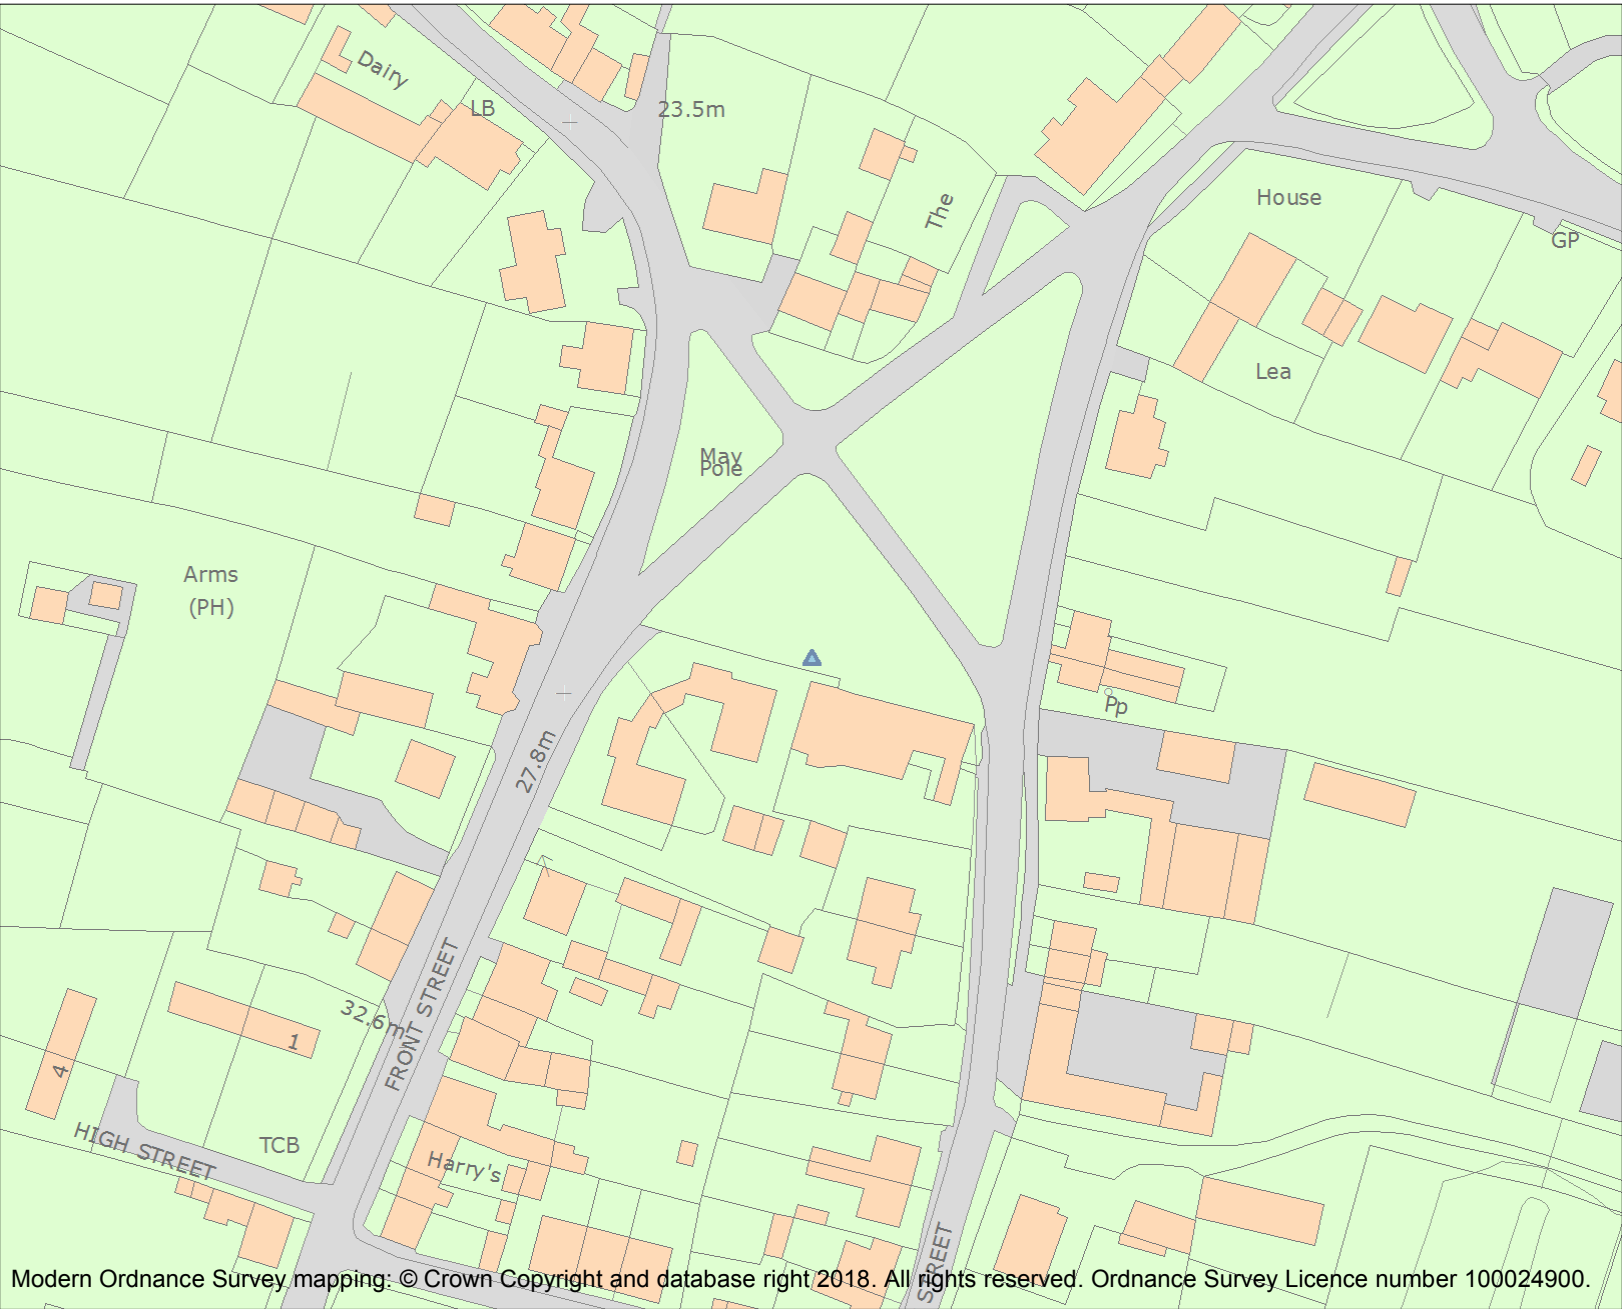 Dairy
LB
23.5m
The
House
GP
Lea
May
Pole
Arms
(PH)
Pp
27.8m
FRONT STREET
32.6m
1
4
HIGH STREET
TCB
Harry's
STREET
Modern Ordnance Survey mapping: © Crown Copyright and database right 2018. All rights reserved. Ordnance Survey Licence number 100024900.